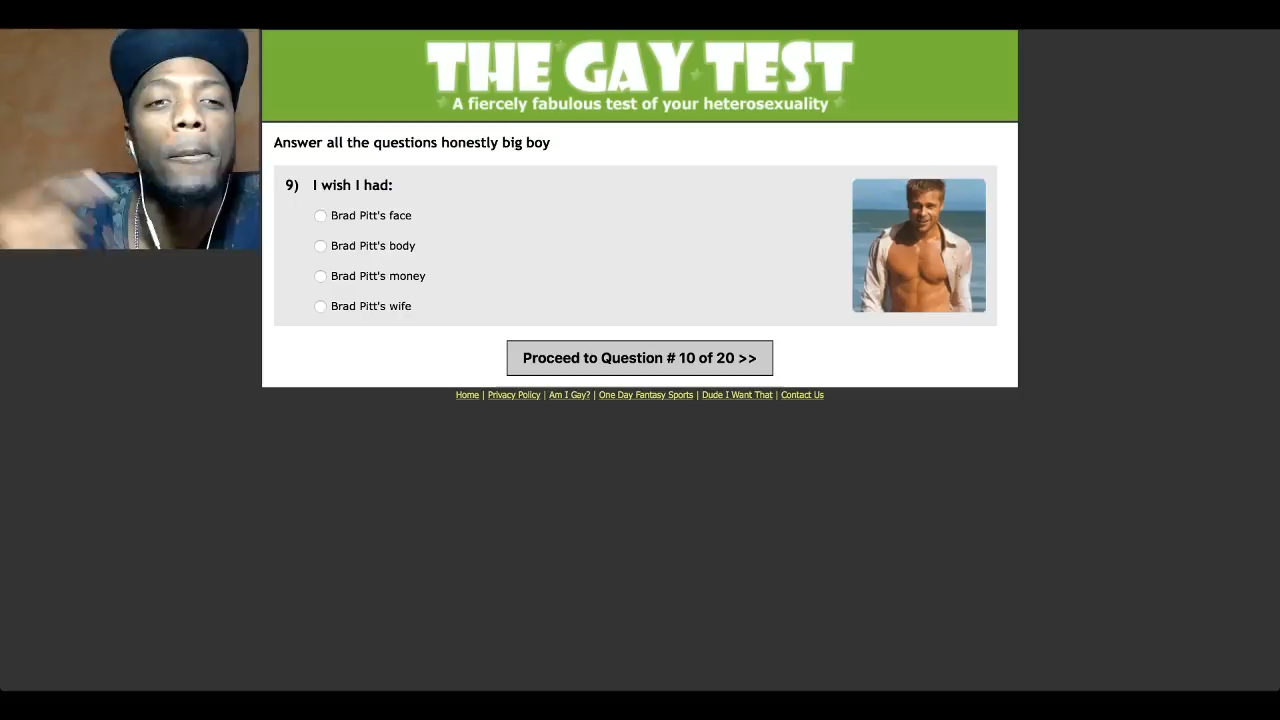 THE GAY TEST
A fiercely fabulous test of your heterosexuality
Answer all the questions honestly big boy
9) I wish I had:
Brad Pitt's face
Brad Pitt's body
Brad Pitt's money
Brad Pitt's wife
Proceed to Question # 10 of 20 >>
Home | Privacy Policy | Am I Gay? | One Day Fantasy Sports | Dude I Want That | Contact Us